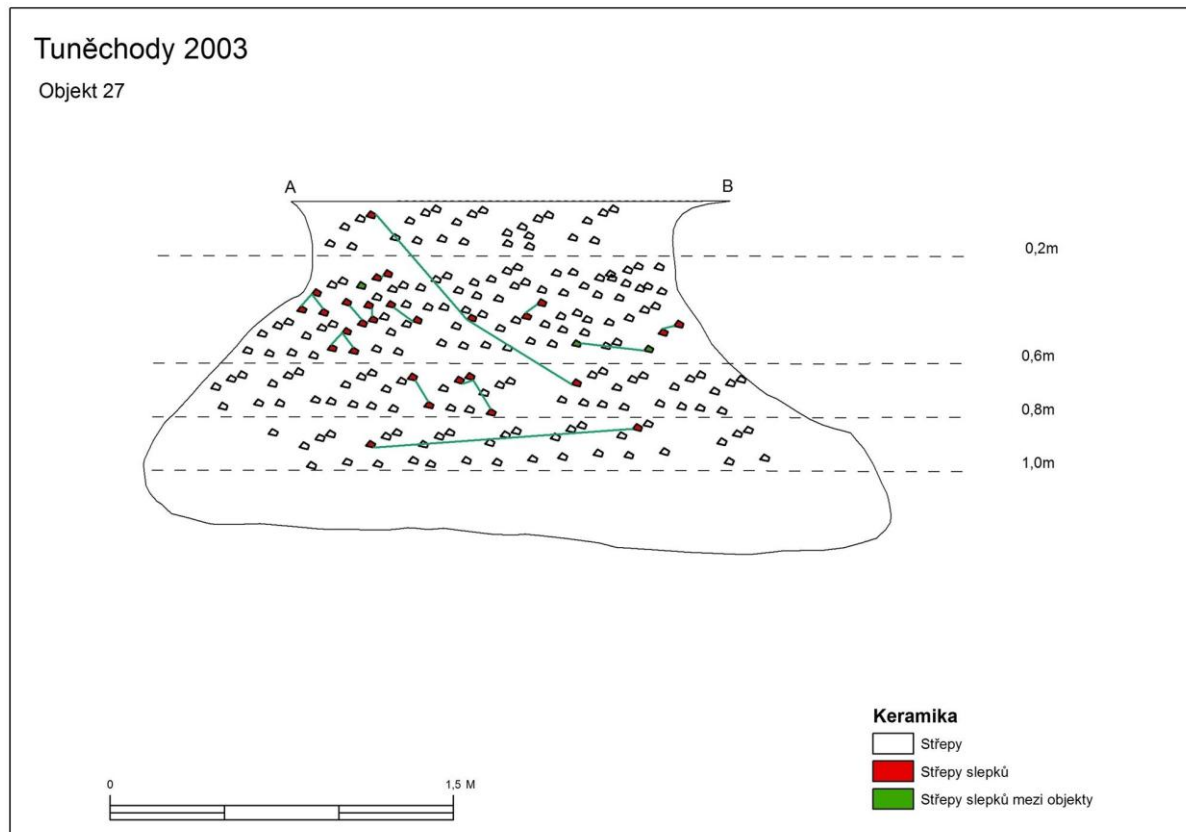 Tuněchody 2003
Objekt 27
A
B
0,2m
0,6m
0,8m
1,0m
Keramika
Střepy
Střepy slepků
Střepy slepků mezi objekty
0
1,5 M